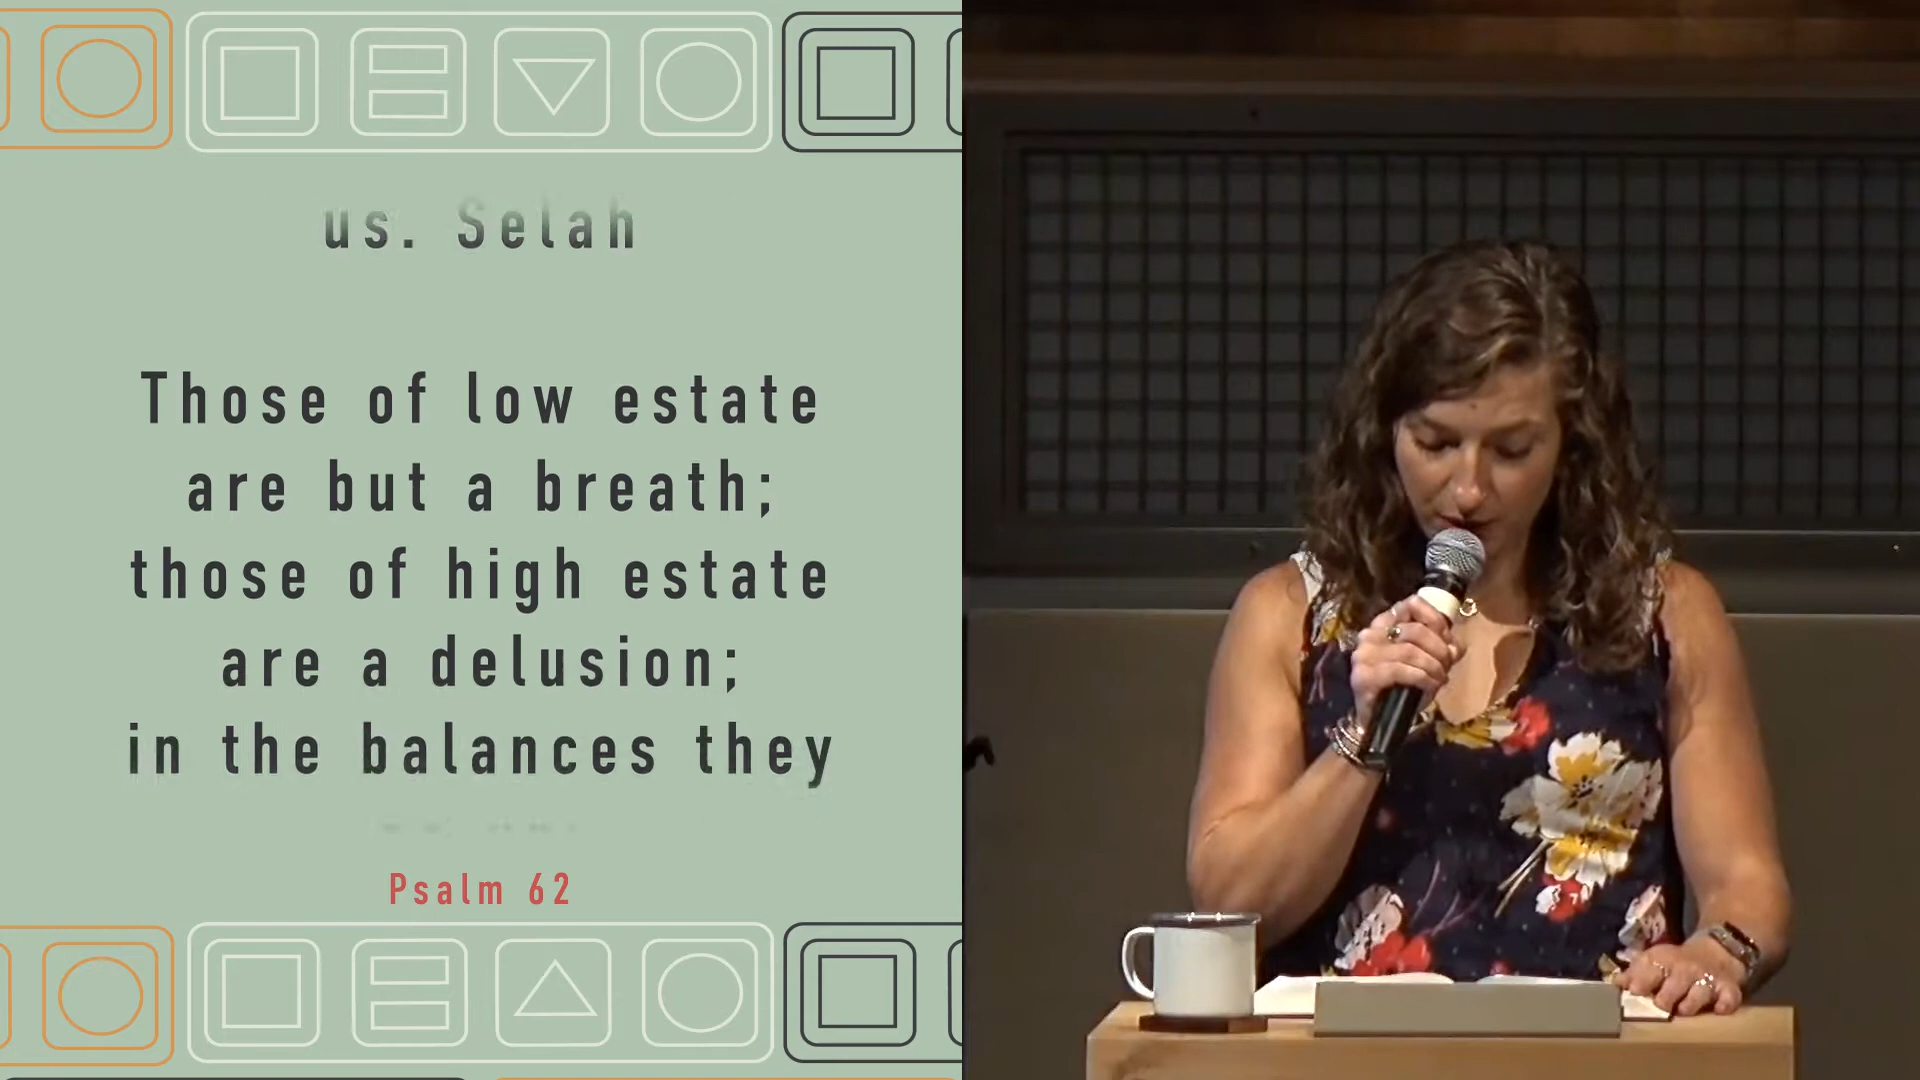 us. Selah
Those of low estate
are but a breath;
those of high estate
are a delusion;
in the balances they
Psalm 62